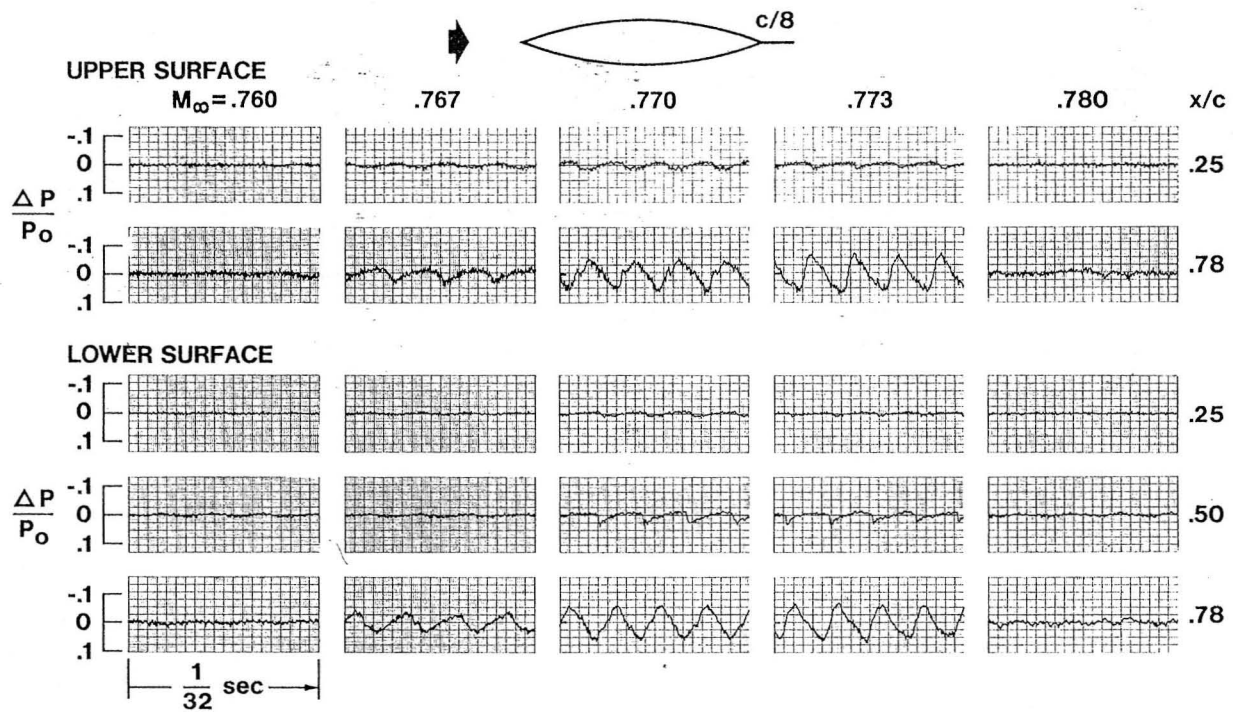 c/8
UPPER SURFACE
M∞ = .760 .767 .770 .773 .780 x/c
-.1
0
.1
.25
ΔP
Po
-.1
0
.1
.78
LOWER SURFACE
-.1
0
.1
.25
ΔP
Po
-.1
0
.1
.50
-.1
0
.1
.78
1
32
sec